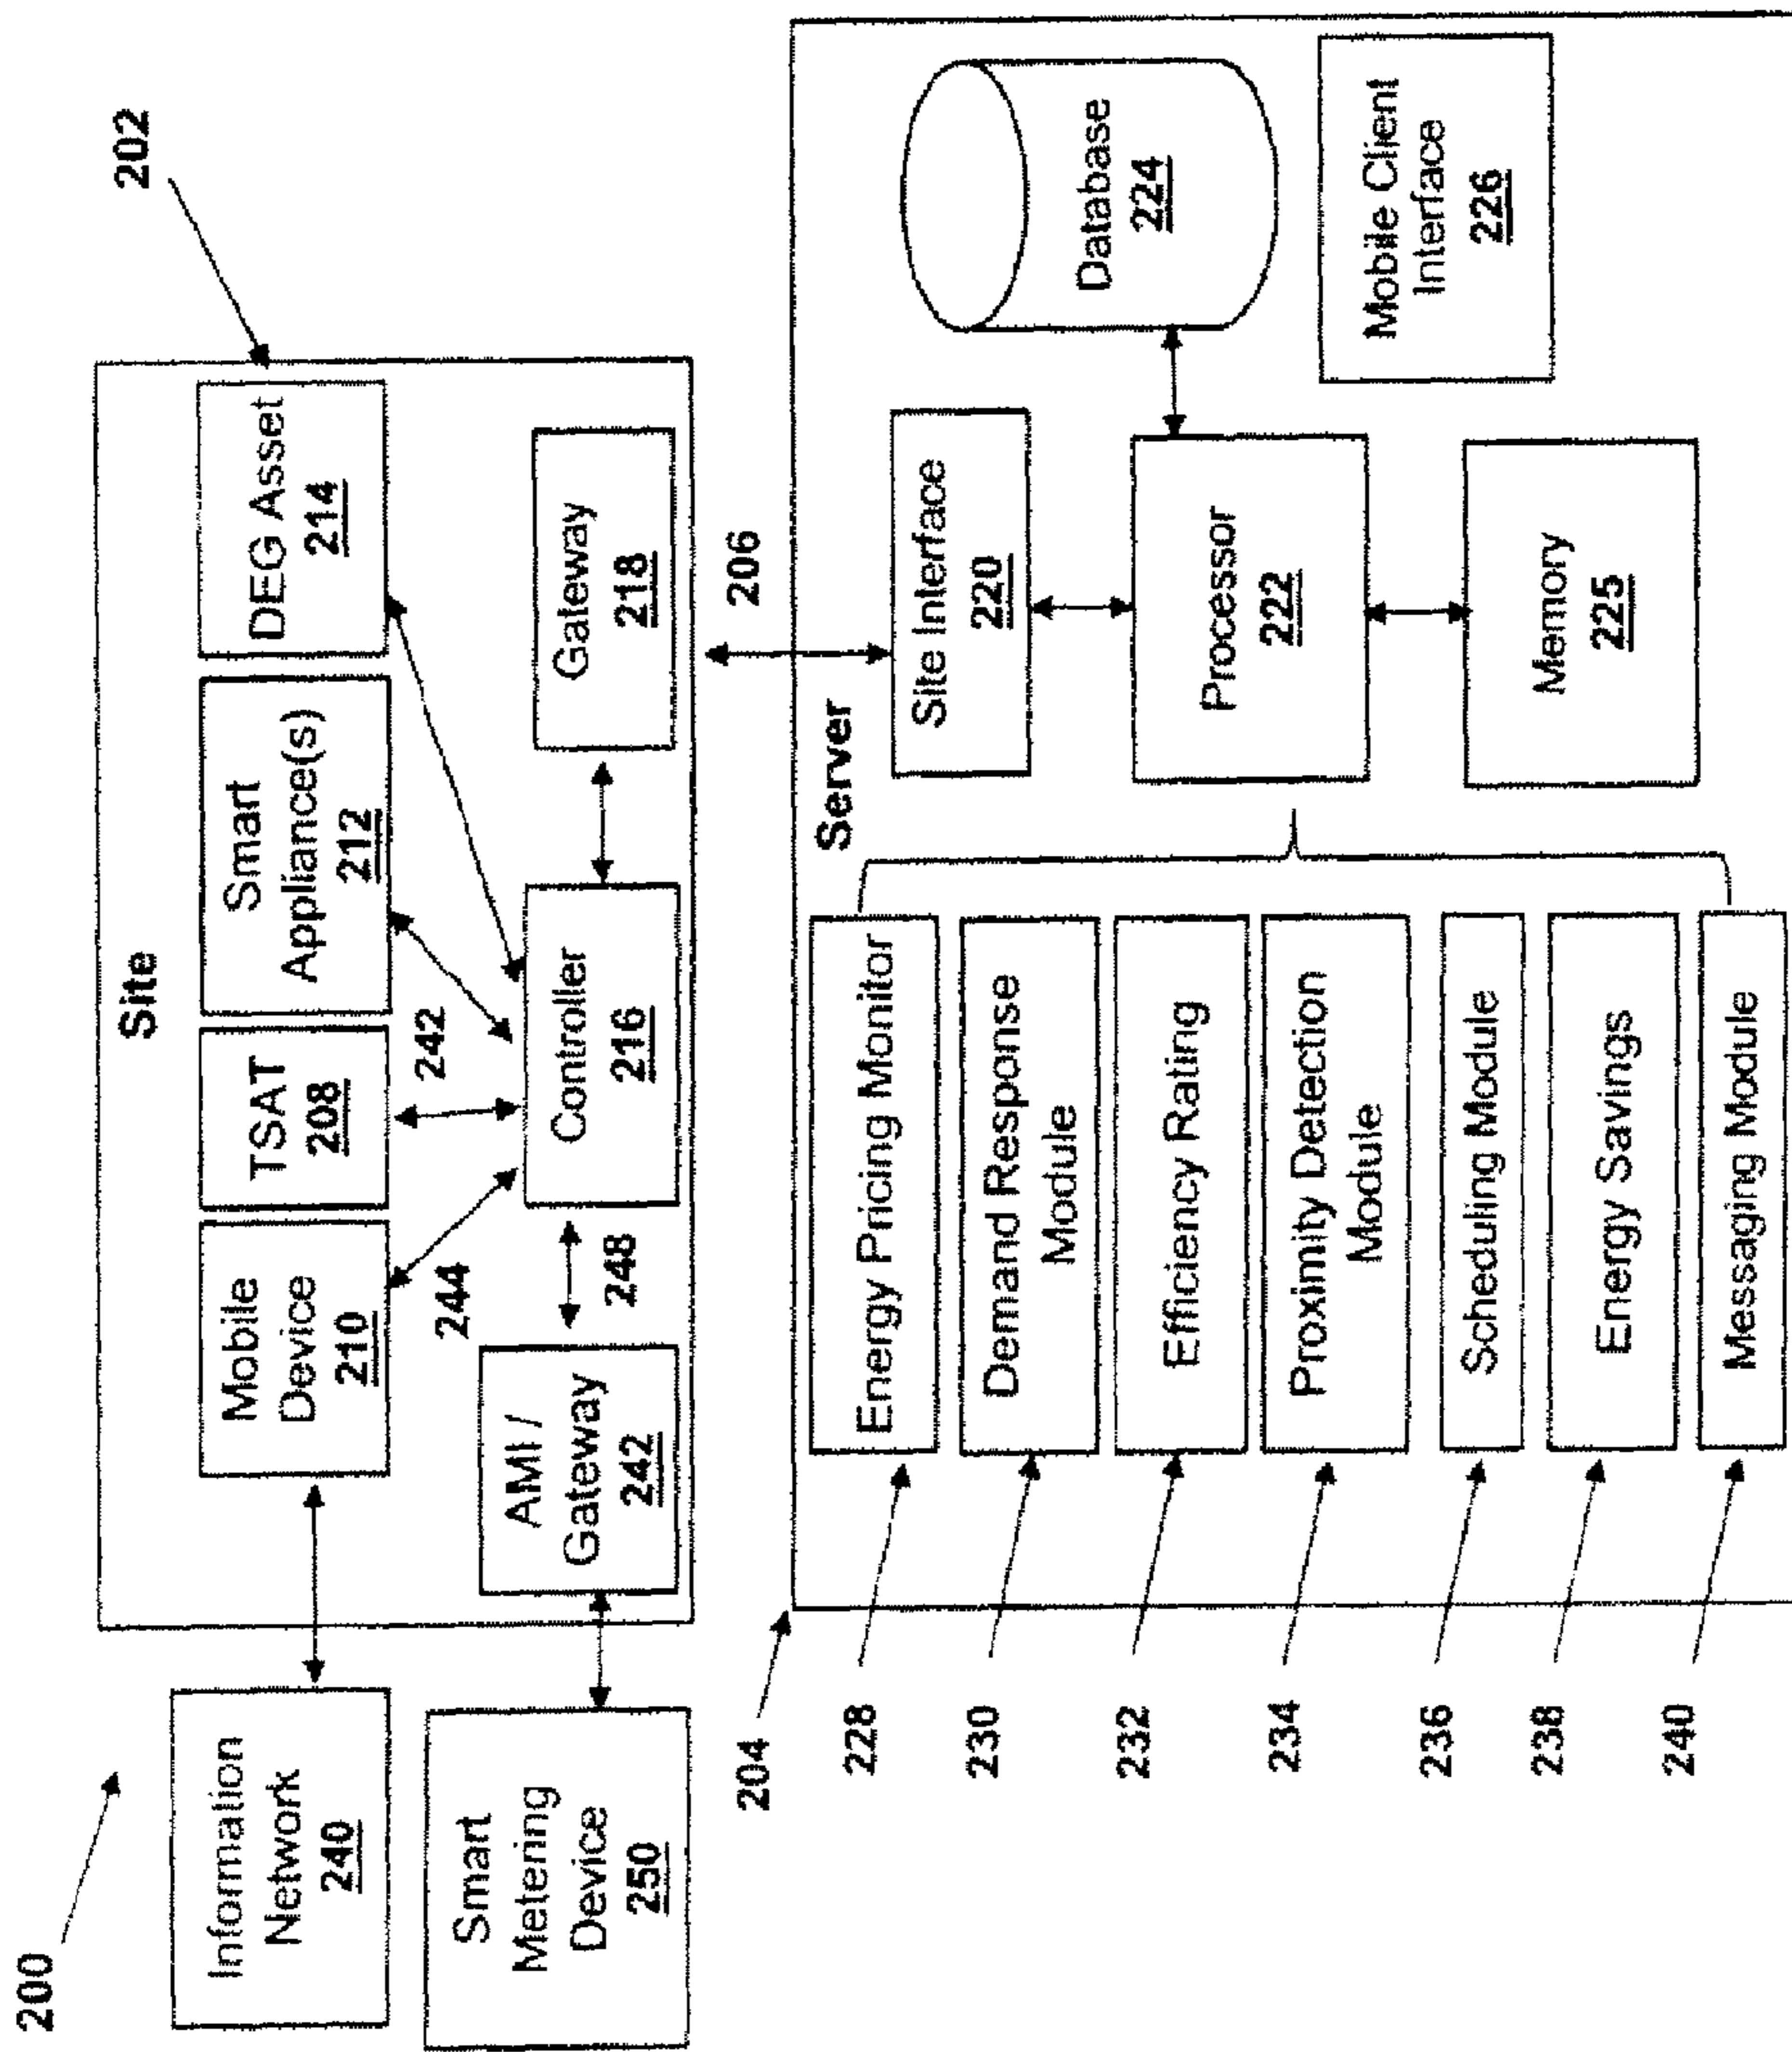 200
202
Site
Information
Network
240
Mobile
Device
210
TSAT
208
Smart
Appliance(s)
212
DEG Asset
214
244
242
Smart
Metering
Device
250
AMI /
Gateway
242
248
Controller
216
Gateway
218
206
204
Server
228
Energy Pricing Monitor
230
Demand Response
Module
232
Efficiency Rating
234
Proximity Detection
Module
236
Scheduling Module
238
Energy Savings
240
Messaging Module
Site Interface
220
Processor
222
Memory
225
Database
224
Mobile Client
Interface
226